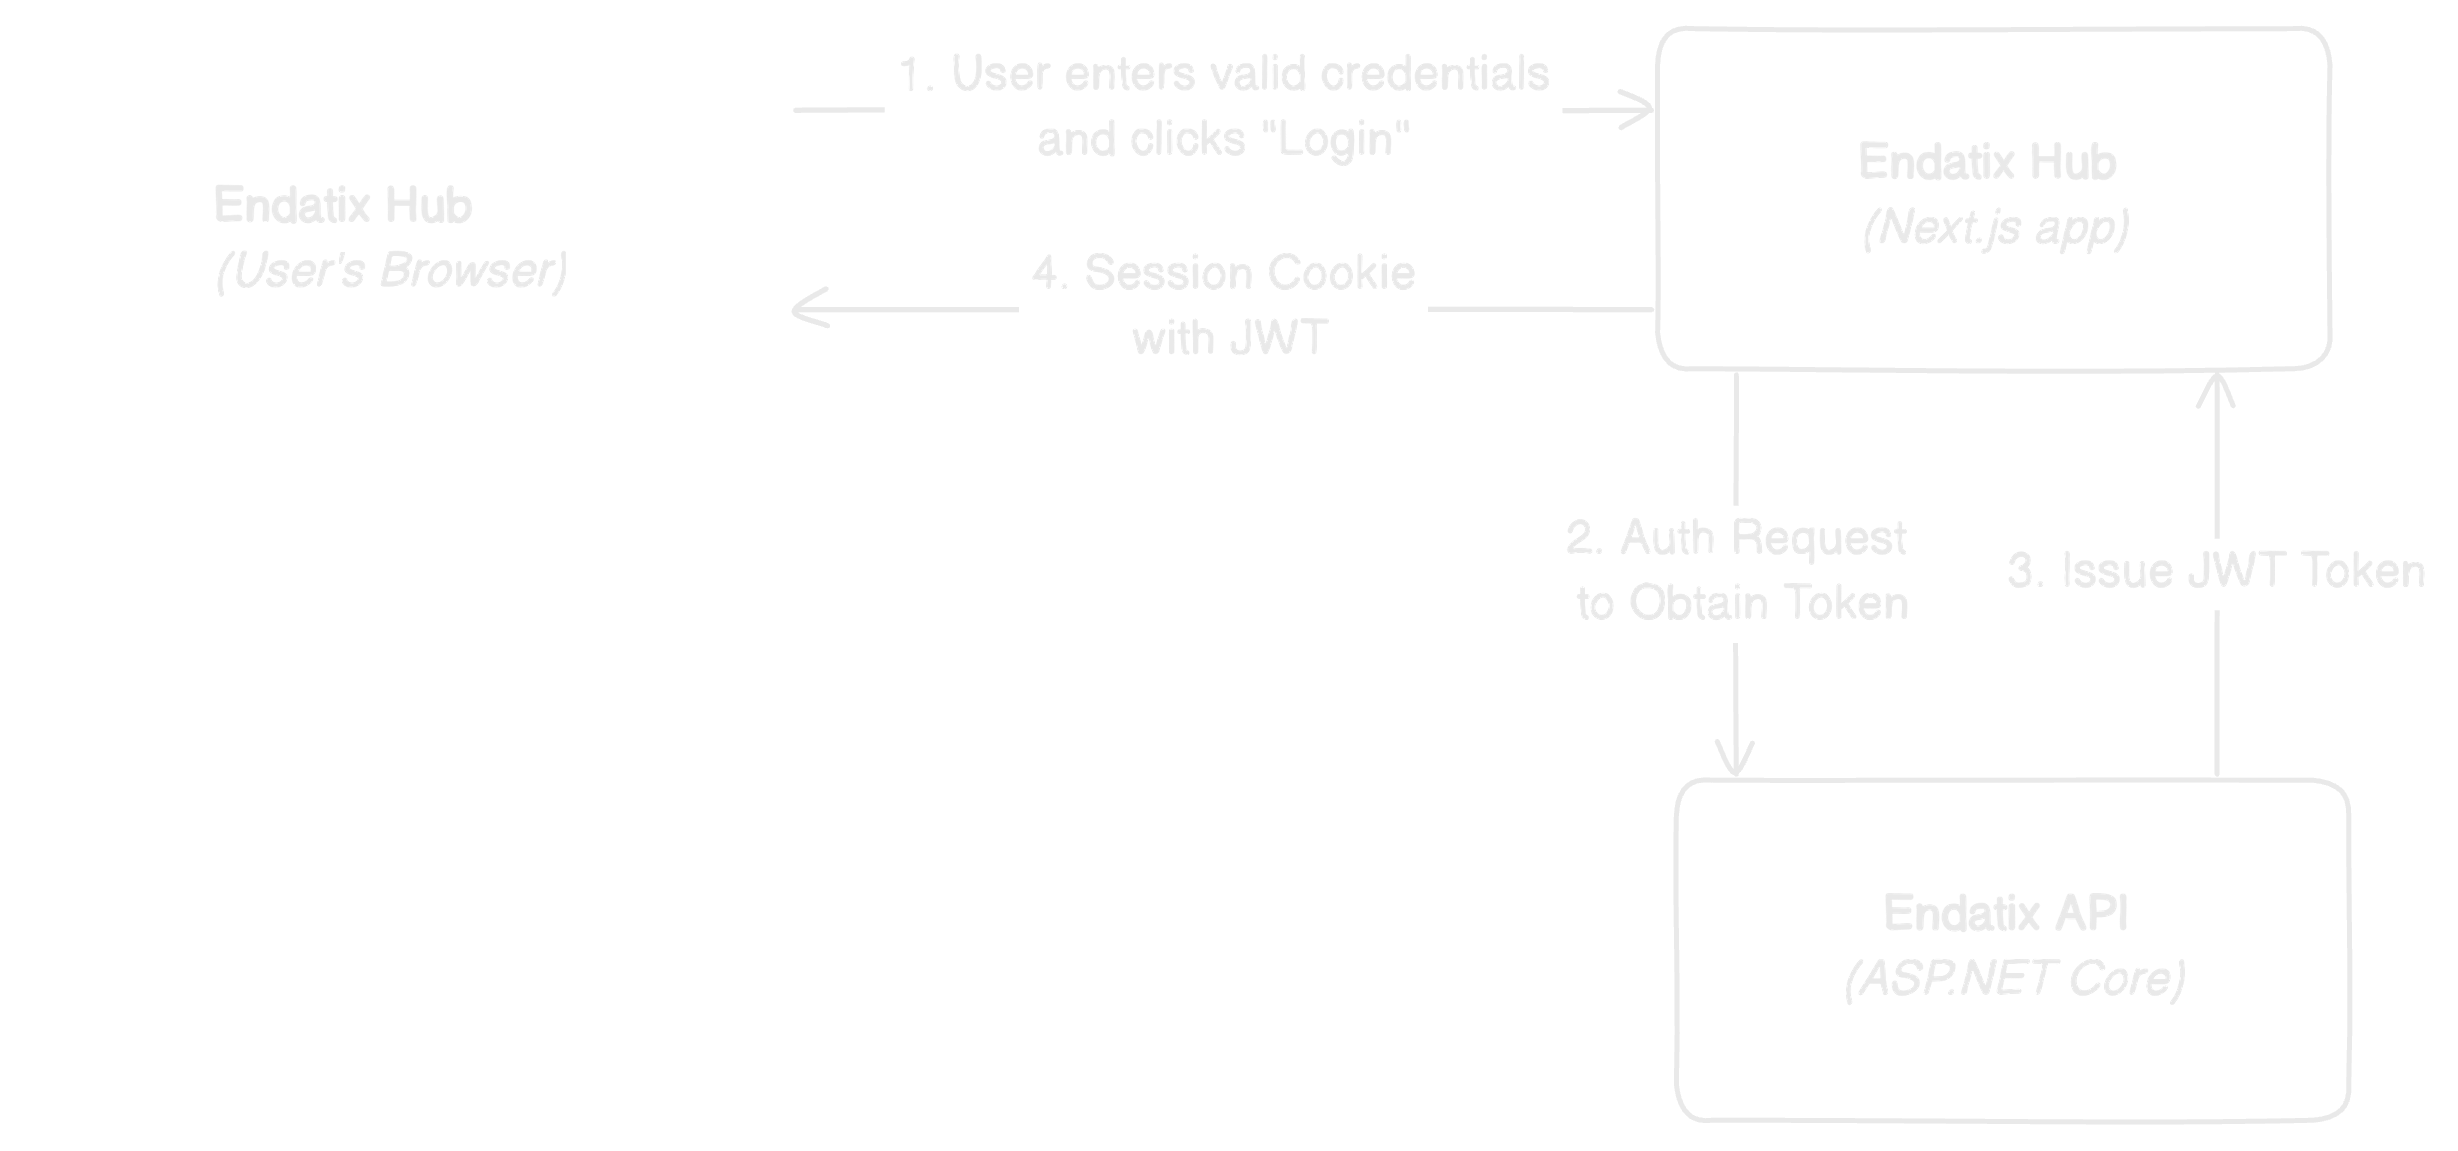 1. User enters valid credentials
and clicks "Login"
Endatix Hub
(User's Browser)
Endatix Hub
(Next.js app)
4. Session Cookie
with JWT
2. Auth Request
to Obtain Token
3. Issue JWT Token
Endatix API
(ASP.NET Core)